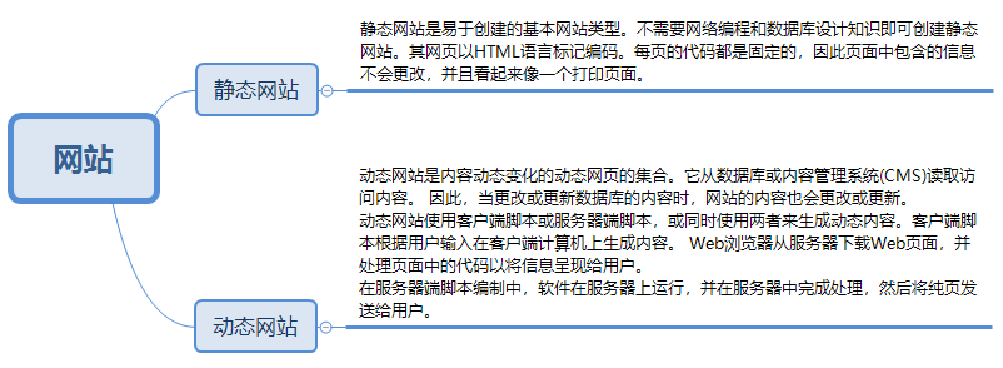 静态网站是易于创建的基本网站类型。不需要网络编程和数据库设计知识即可创建静态
网站。其网页以HTML语言标记编码。每页的代码都是固定的，因此页面中包含的信息
不会更改，并且看起来像一个打印页面。
静态网站
网站
动态网站是内容动态变化的动态网页的集合。它从数据库或内容管理系统(CMS)读取访
问内容。 因此，当更改或更新数据库的内容时，网站的内容也会更改或更新。
动态网站使用客户端脚本或服务器端脚本，或同时使用两者来生成动态内容。客户端脚
本根据用户输入在客户端计算机上生成内容。 Web浏览器从服务器下载Web页面，并
处理页面中的代码以将信息呈现给用户。
在服务器端脚本编制中，软件在服务器上运行，并在服务器中完成处理，然后将纯页发
送给用户。
动态网站